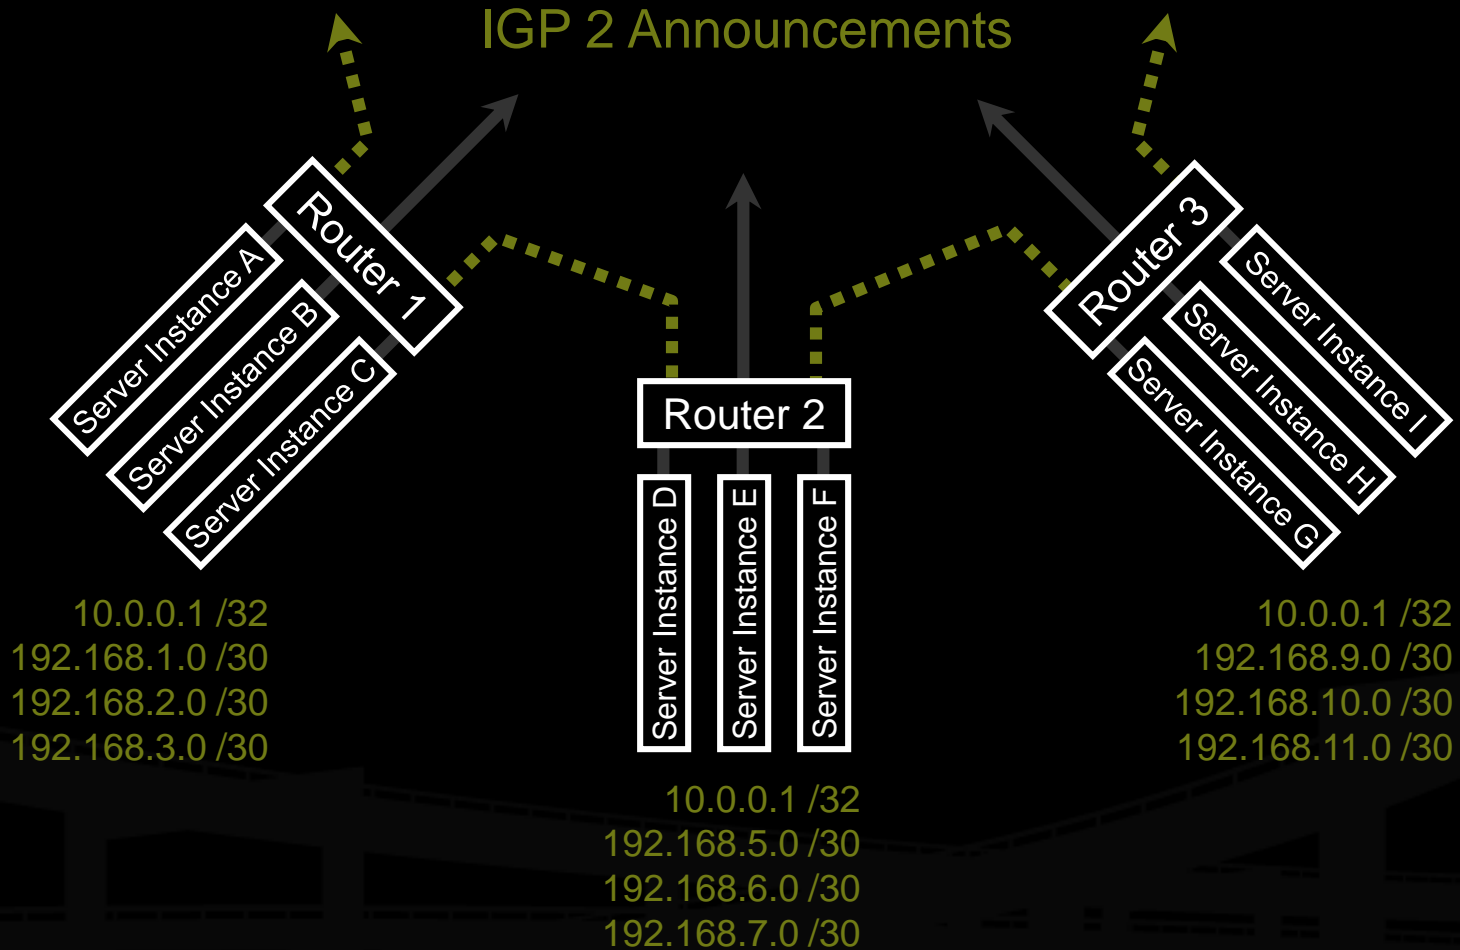 IGP 2 Announcements
Router 1
Server Instance A
Server Instance B
Server Instance C
10.0.0.1 /32
192.168.1.0 /30
192.168.2.0 /30
192.168.3.0 /30
Router 2
Server Instance D
Server Instance E
Server Instance F
10.0.0.1 /32
192.168.5.0 /30
192.168.6.0 /30
192.168.7.0 /30
Router 3
Server Instance I
Server Instance H
Server Instance G
10.0.0.1 /32
192.168.9.0 /30
192.168.10.0 /30
192.168.11.0 /30